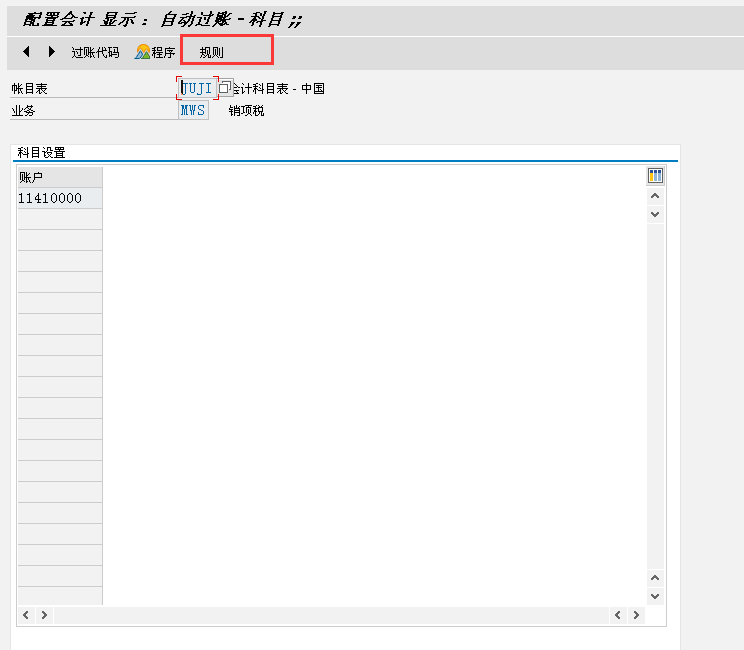 配置会计 显示： 自动过账 - 科目 ;;
过账代码 程序 规则
帐目表 JUJI 会计科目表 - 中国
业务 MWS 销项税
科目设置
账户
11410000